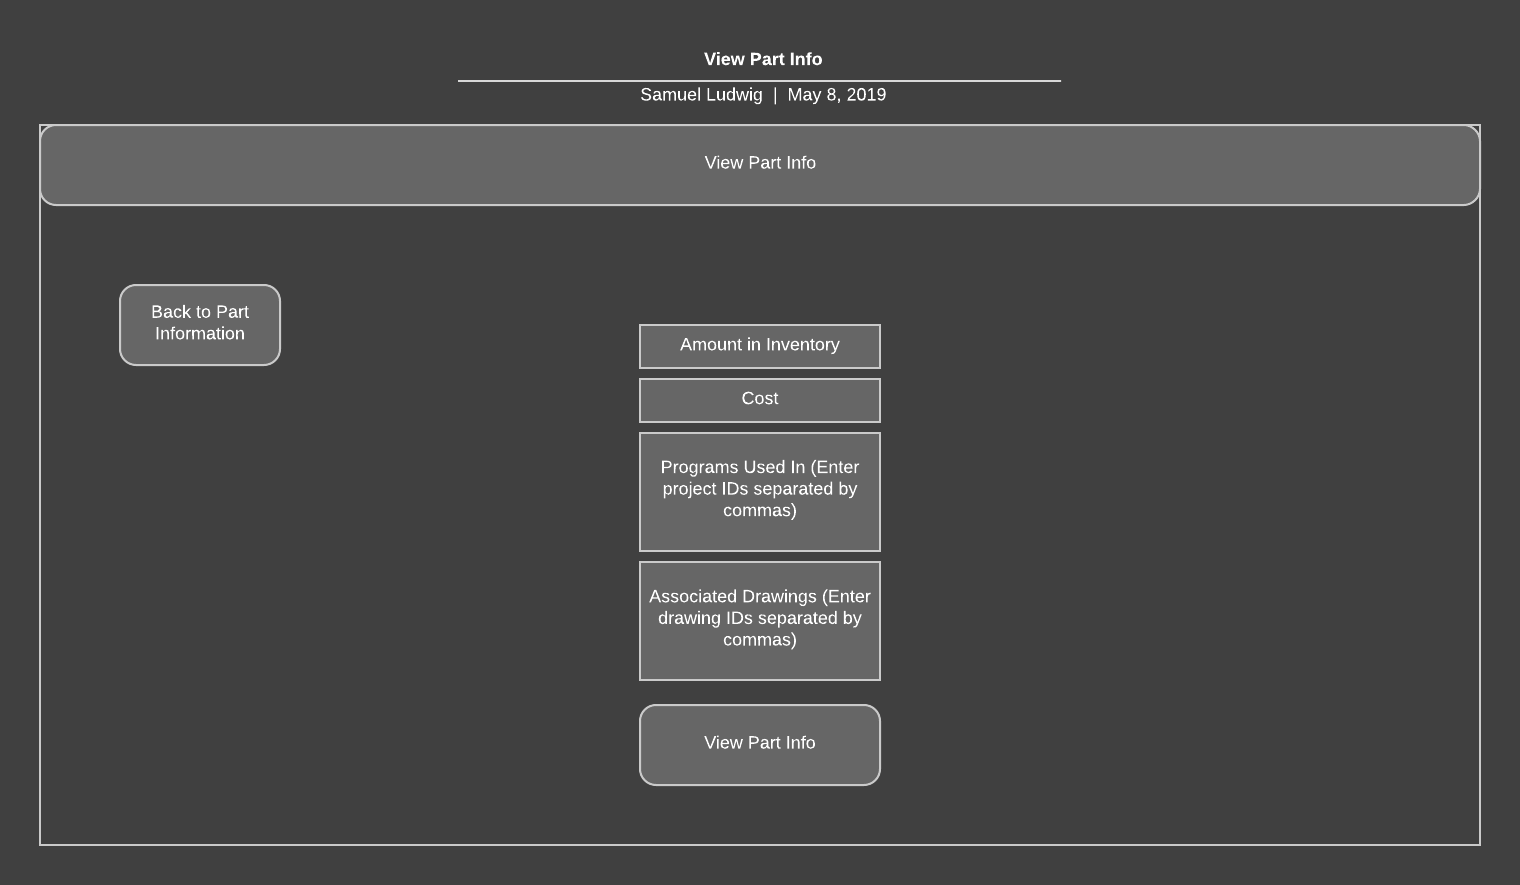 View Part Info
Samuel Ludwig | May 8, 2019
View Part Info
Back to Part
Information
Amount in Inventory
Cost
Programs Used In (Enter
project IDs separated by
commas)
Associated Drawings (Enter
drawing IDs separated by
commas)
View Part Info